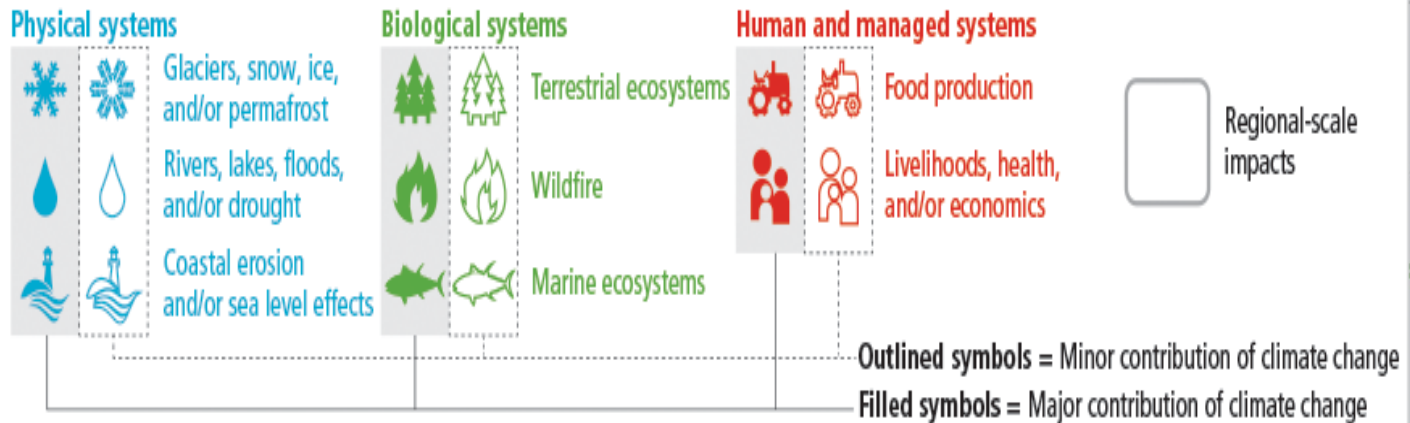 Physical systems
Glaciers, snow, ice,
and/or permafrost
Rivers, lakes, floods,
and/or drought
Coastal erosion
and/or sea level effects
Biological systems
Terrestrial ecosystems
Wildfire
Marine ecosystems
Human and managed systems
Food production
Livelihoods, health,
and/or economics
Regional-scale
impacts
Outlined symbols = Minor contribution of climate change
Filled symbols = Major contribution of climate change